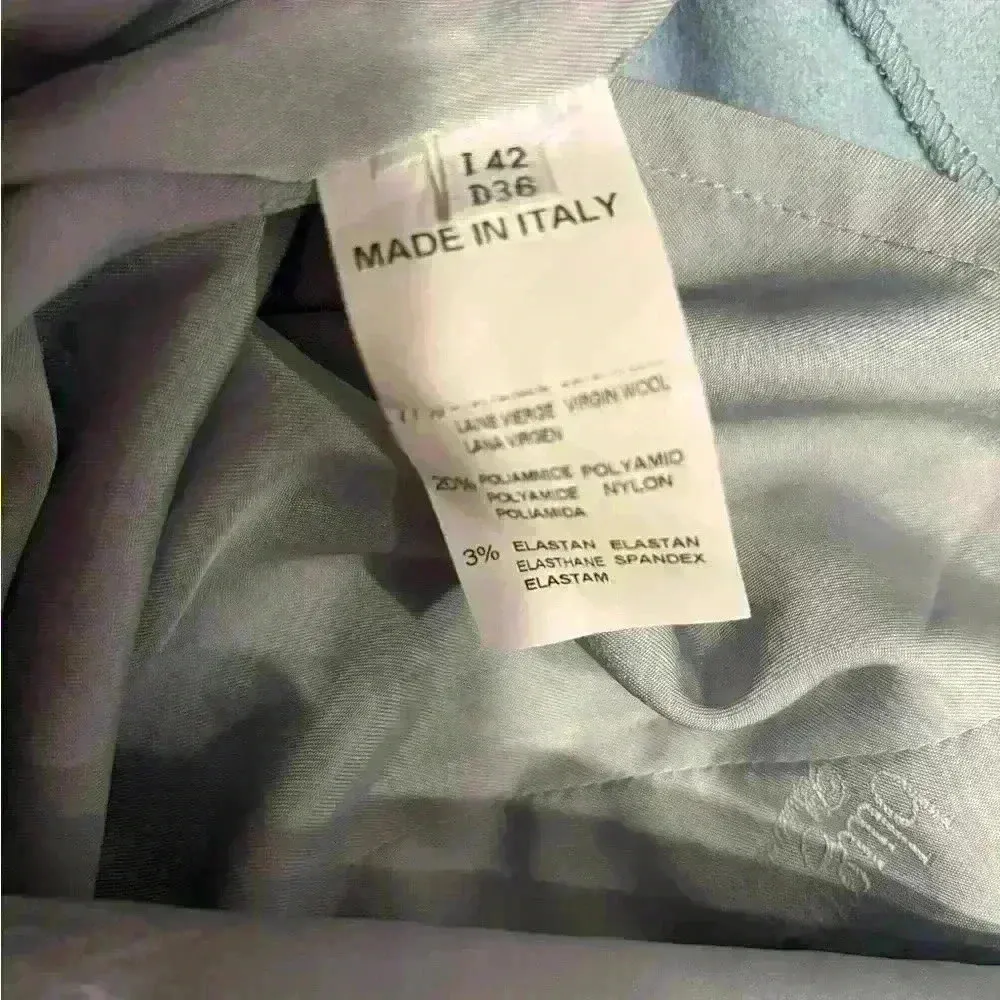 I 42
D36
MADE IN ITALY
LAINE VIERGE VIRGIN WOOL
LANA VIRGEN
20% POLIAMMIDE POLYAMID
POLYAMIDE NYLON
POLIAMIDA
3% ELASTAN ELASTAN
ELASTHANE SPANDEX
ELASTAM